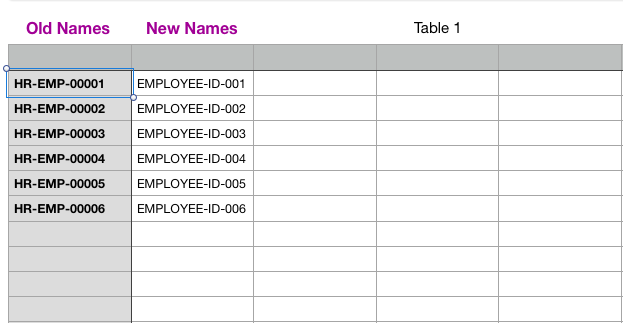 Old Names New Names Table 1
HR-EMP-00001 EMPLOYEE-ID-001
HR-EMP-00002 EMPLOYEE-ID-002
HR-EMP-00003 EMPLOYEE-ID-003
HR-EMP-00004 EMPLOYEE-ID-004
HR-EMP-00005 EMPLOYEE-ID-005
HR-EMP-00006 EMPLOYEE-ID-006